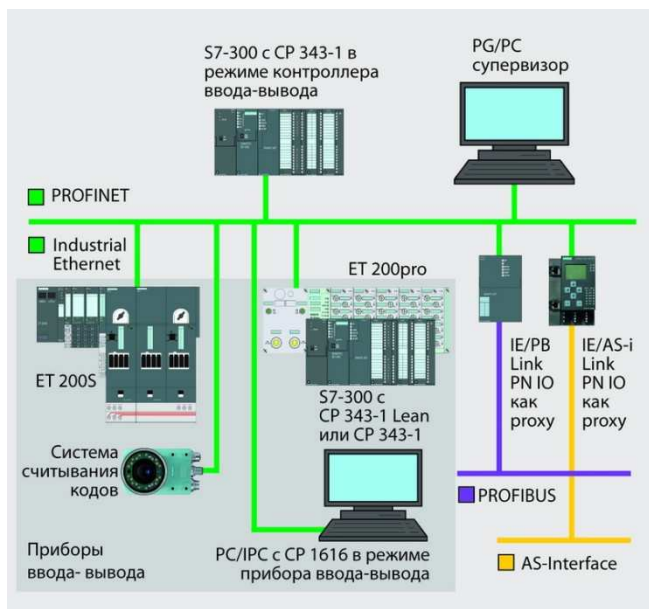 S7-300 с CP 343-1 в
режиме контроллера
ввода-вывода
PG/PC
супервизор
PROFINET
Industrial
Ethernet
ET 200pro
ET 200S
S7-300 с
CP 343-1 Lean
или CP 343-1
IE/PB
Link
PN IO
как
proxy
IE/AS-i
Link
PN IO
как
proxy
Система
считывания
кодов
PROFIBUS
Приборы
ввода- вывода
PC/IPC с CP 1616 в режиме
прибора ввода-вывода
AS-Interface